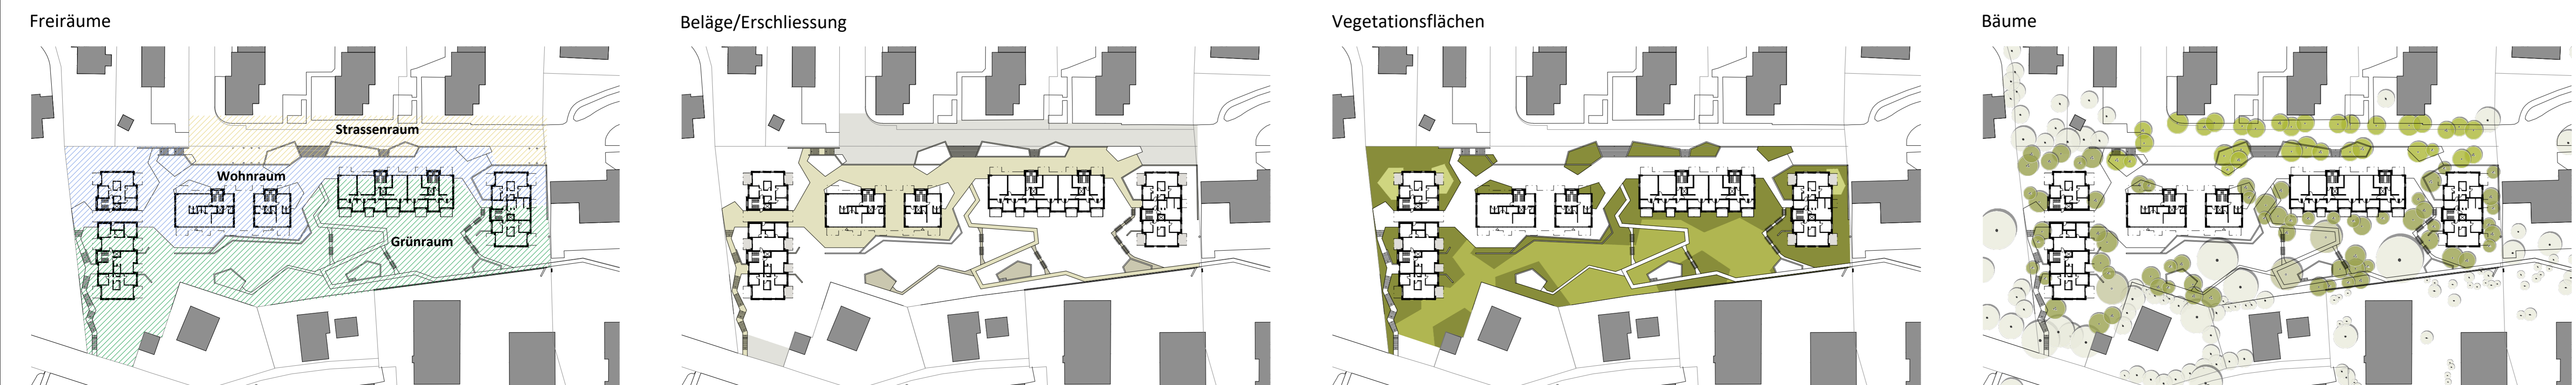 Freiräume
Beläge/Erschliessung
Vegetationsflächen
Bäume
Strassenraum
Wohnraum
Grünraum